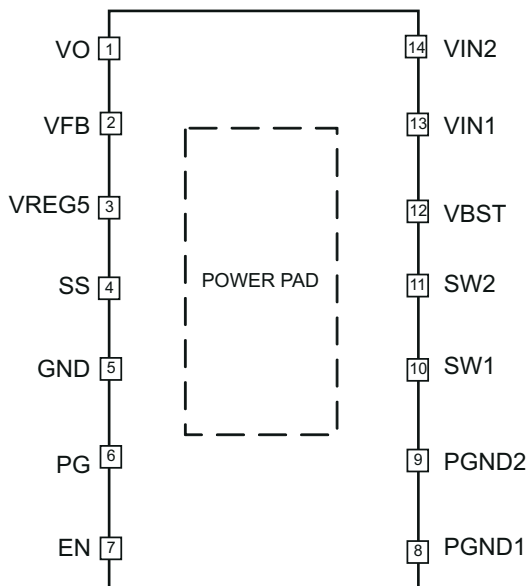 VO 1 14 VIN2
VFB 2 13 VIN1
VREG5 3 12 VBST
POWER PAD
SS 4 11 SW2
GND 5 10 SW1
PG 6 9 PGND2
EN 7 8 PGND1